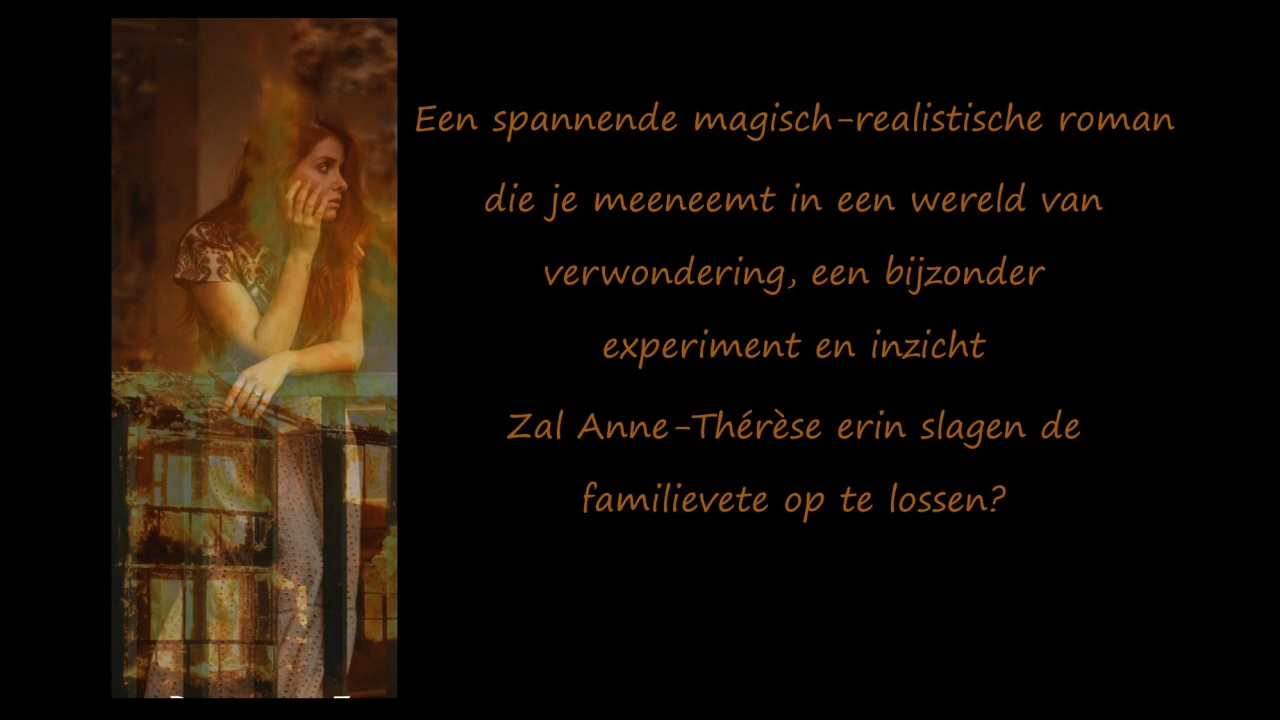 Een spannende magisch-realistische roman
die je meeneemt in een wereld van
verwondering, een bijzonder
experiment en inzicht
Zal Anne-Thérèse erin slagen de
familievete op te lossen?